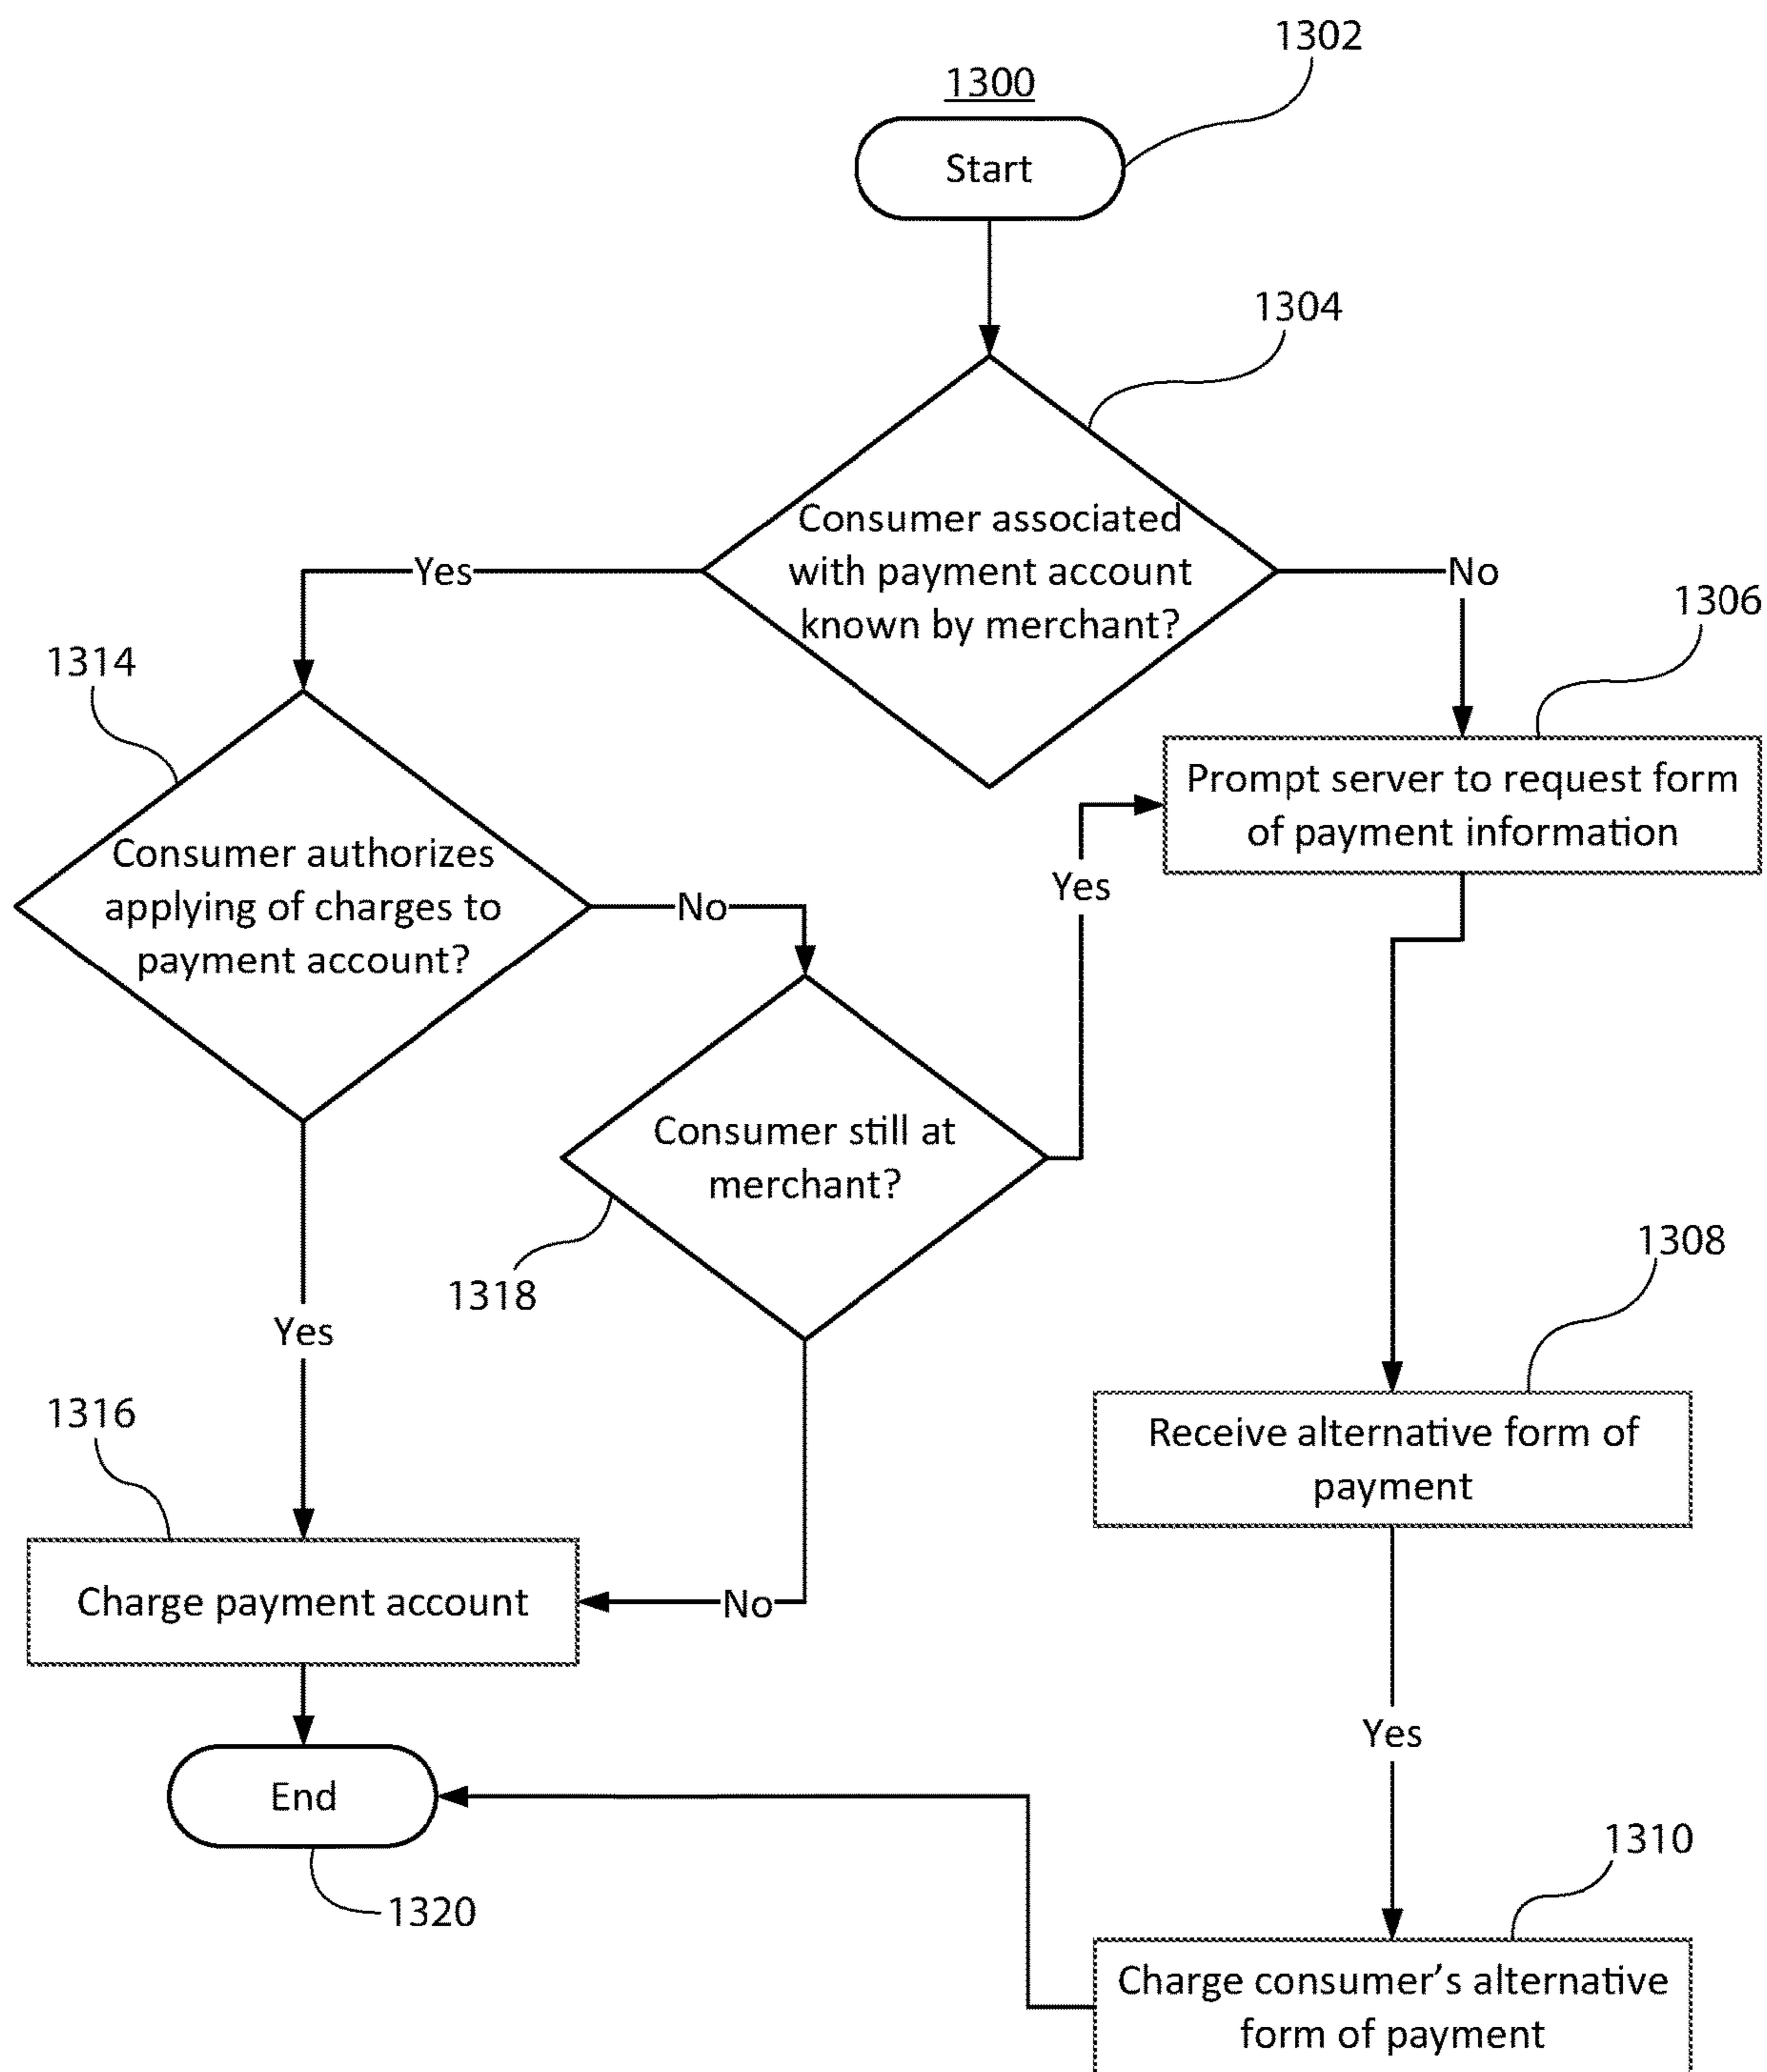 1302
1300
Start
1304
Consumer associated
with payment account
known by merchant?
Yes
No
1306
1314
Prompt server to request form
of payment information
Consumer authorizes
applying of charges to
payment account?
No
Yes
Consumer still at
merchant?
1318
1308
Yes
1316
Receive alternative form of
payment
Charge payment account
No
Yes
End
1320
1310
Charge consumer’s alternative
form of payment